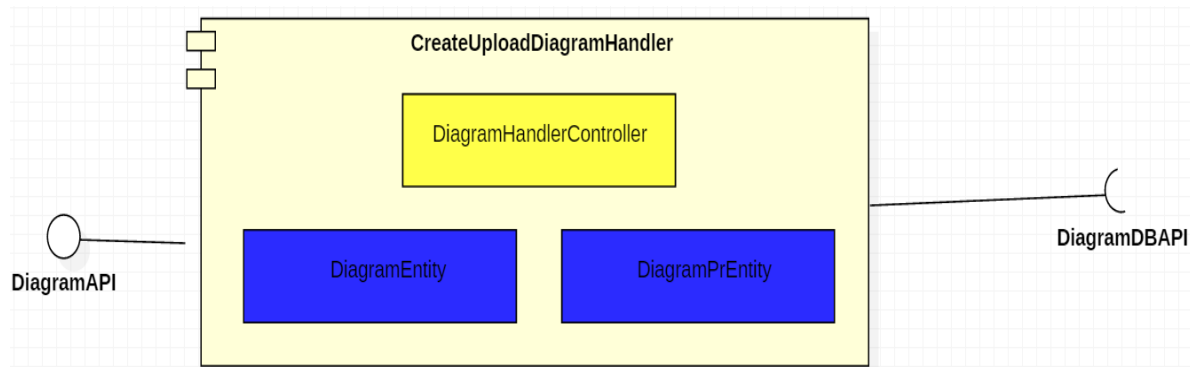 CreateUploadDiagramHandler
DiagramHandlerController
DiagramEntity
DiagramPrEntity
DiagramAPI
DiagramDBAPI